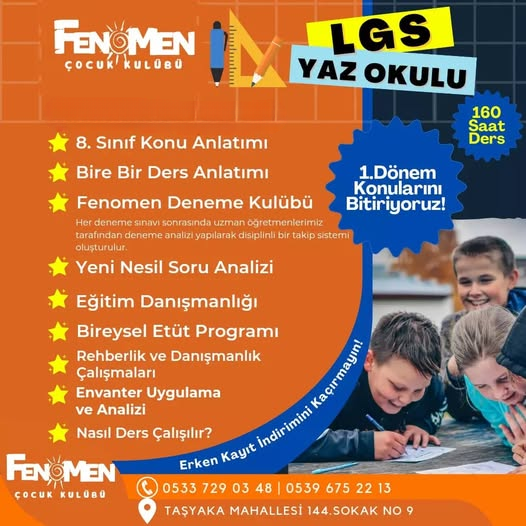 FENOMEN
ÇOCUK KULÜBÜ
LGS
YAZ OKULU
160
Saat
Ders
1.Dönem
Konularını
Bitiriyoruz!
8. Sınıf Konu Anlatımı
Bire Bir Ders Anlatımı
Fenomen Deneme Kulübü
Her deneme sınavı sonrasında uzman öğretmenlerimiz
tarafından deneme analizi yapılarak disiplinli bir takip sistemi
oluşturulur.
Yeni Nesil Soru Analizi
Eğitim Danışmanlığı
Bireysel Etüt Programı
Rehberlik ve Danışmanlık
Çalışmaları
Envanter Uygulama
ve Analizi
Nasıl Ders Çalışılır?
Erken Kayıt İndirimini Kaçırmayın!
FENOMEN
ÇOCUK KULÜBÜ
0533 729 03 48 | 0539 675 22 13
TAŞYAKA MAHALLESİ 144.SOKAK NO 9